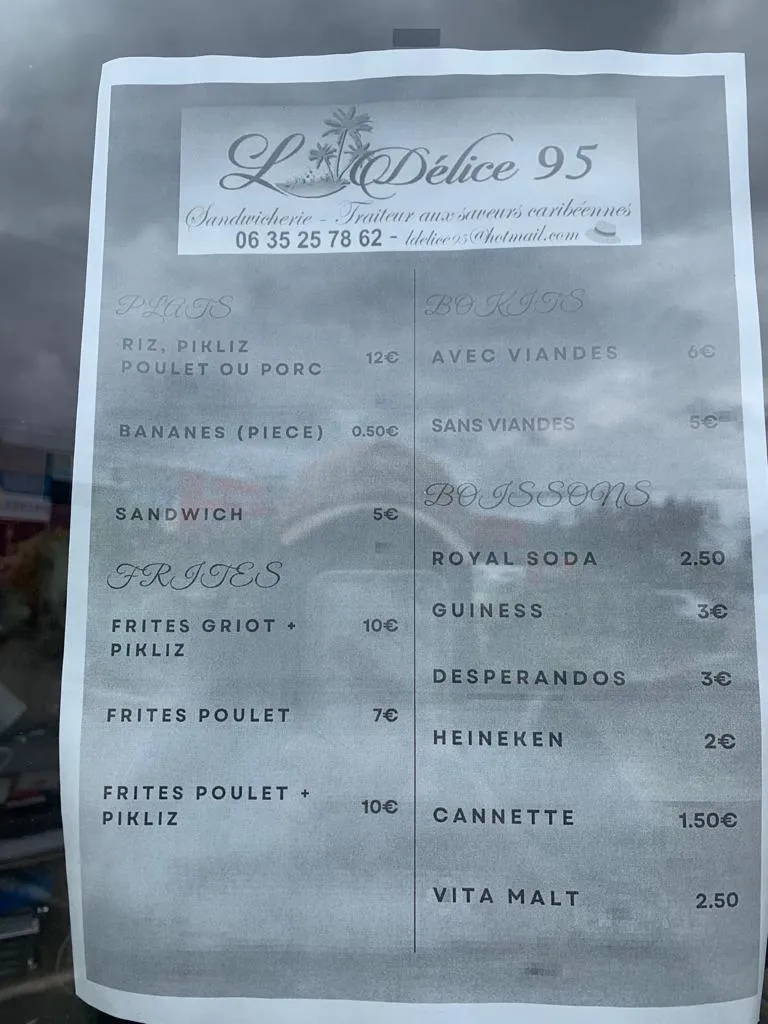 L Délice 95
Sandwicherie - Traiteur aux saveurs caribéennes
06 35 25 78 62 - ldelice95@hotmail.com
PLATS
RIZ, PIKLIZ
POULET OU PORC 12€
BANANES (PIECE) 0.50€
SANDWICH 5€
FRITES
FRITES GRIOT + 10€
PIKLIZ
FRITES POULET 7€
FRITES POULET +
PIKLIZ 10€
BOKITS
AVEC VIANDES 6€
SANS VIANDES 5€
BOISSONS
ROYAL SODA 2.50
GUINESS 3€
DESPERANDOS 3€
HEINEKEN 2€
CANNETTE 1.50€
VITA MALT 2.50